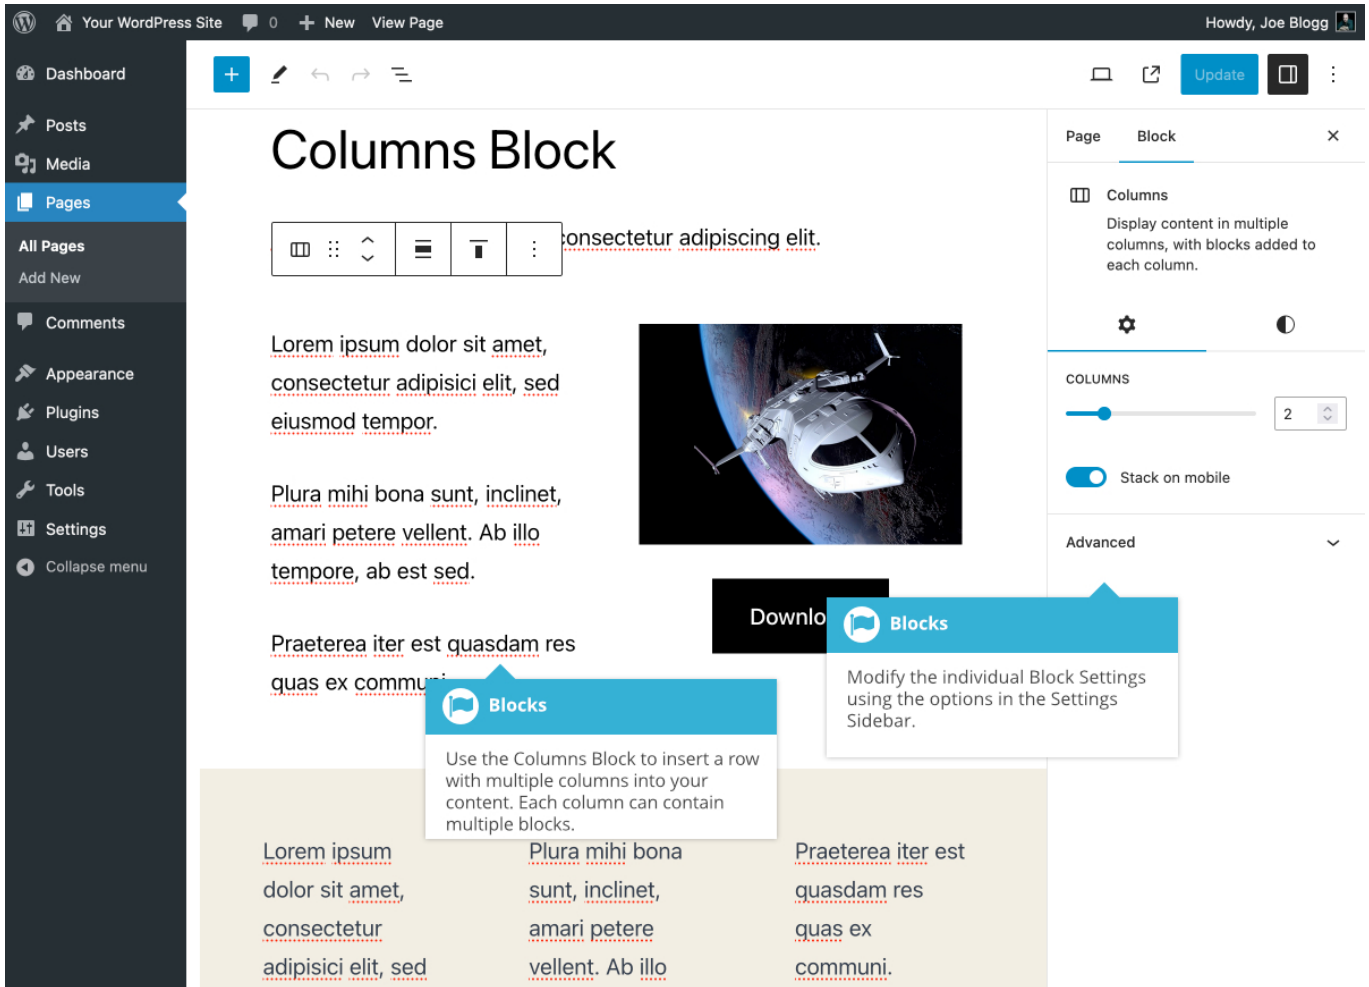 Your WordPress Site 0 New View Page Howdy, Joe Blogg
Dashboard
Posts
Media
Pages
All Pages
Add New
Comments
Appearance
Plugins
Users
Tools
Settings
Collapse menu
Update
Columns Block
consectetur adipiscing elit.
Lorem ipsum dolor sit amet,
consectetur adipisici elit, sed
eiusmod tempor.
Plura mihi bona sunt, inclinet,
amari petere vellent. Ab illo
tempore, ab est sed.
Praeterea iter est quasdam res
quas ex communi
Downlo
Blocks
Use the Columns Block to insert a row
with multiple columns into your
content. Each column can contain
multiple blocks.
Blocks
Modify the individual Block Settings
using the options in the Settings
Sidebar.
Lorem ipsum
dolor sit amet,
consectetur
adipisici elit, sed
Plura mihi bona
sunt, inclinet,
amari petere
vellent. Ab illo
Praeterea iter est
quasdam res
quas ex
communi.
Page Block
Columns
Display content in multiple
columns, with blocks added to
each column.
COLUMNS
2
Stack on mobile
Advanced